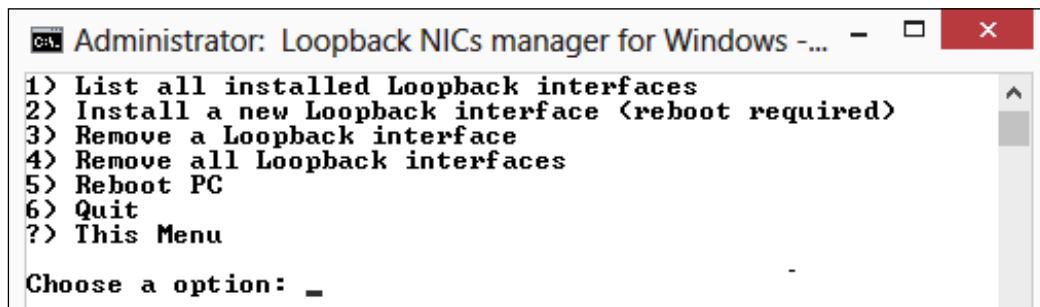 Administrator: Loopback NICs manager for Windows -...
1) List all installed Loopback interfaces
2) Install a new Loopback interface (reboot required)
3) Remove a Loopback interface
4) Remove all Loopback interfaces
5) Reboot PC
6) Quit
?) This Menu
Choose a option: _